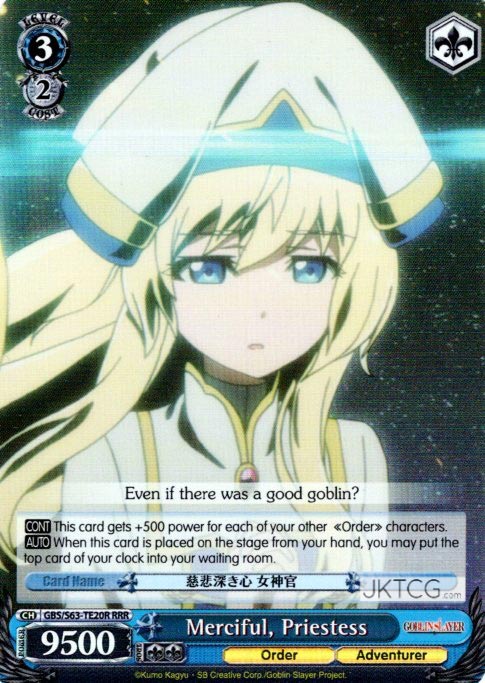 LEVEL
3
2
COST
Even if there was a good goblin?
CONT This card gets +500 power for each of your other ≪Order≫ characters.
AUTO When this card is placed on the stage from your hand, you may put the
top card of your clock into your waiting room.
Card Name 慈悲深き心 女神官
JKTCG.com
CH GBS/S63-TE20R RRR
POWER 9500 SOUL Merciful, Priestess GOBLIN SLAYER
Order Adventurer
©Kumo Kagyu・SB Creative Corp./Goblin Slayer Project.